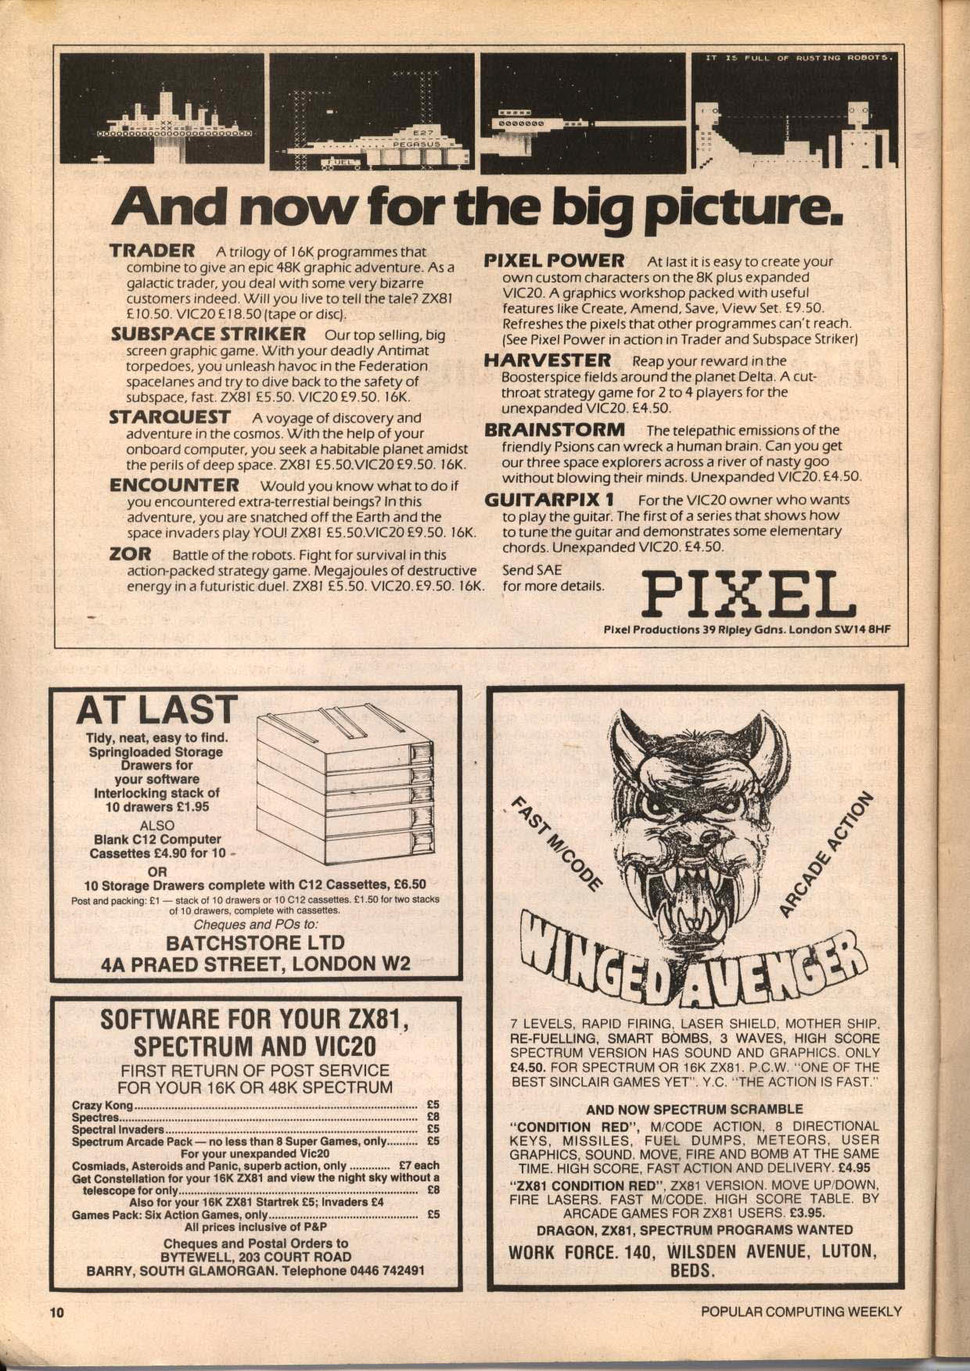 IT IS FULL OF RUSTING ROBOTS.
E27
PEGASUS
FUEL
And now for the big picture.
TRADER A trilogy of 16K programmes that
combine to give an epic 48K graphic adventure. As a
galactic trader, you deal with some very bizarre
customers indeed. Will you live to tell the tale? ZX81
£10.50. VIC20 £18.50 (tape or disc).
SUBSPACE STRIKER Our top selling, big
screen graphic game. With your deadly Antimat
torpedoes, you unleash havoc in the Federation
spacelanes and try to dive back to the safety of
subspace, fast. ZX81 £5.50. VIC20 £9.50. 16K.
STARQUEST A voyage of discovery and
adventure in the cosmos. With the help of your
onboard computer, you seek a habitable planet amidst
the perils of deep space. ZX81 £5.50.VIC20 £9.50. 16K.
ENCOUNTER Would you know what to do if
you encountered extra-terrestial beings? In this
adventure, you are snatched off the Earth and the
space invaders play YOU! ZX81 £5.50.VIC20 £9.50. 16K.
ZOR Battle of the robots. Fight for survival in this
action-packed strategy game. Megajoules of destructive
energy in a futuristic duel. ZX81 £5.50. VIC20.£9.50. 16K.
PIXEL POWER At last it is easy to create your
own custom characters on the 8K plus expanded
VIC20. A graphics workshop packed with useful
features like Create, Amend, Save, View Set. £9.50.
Refreshes the pixels that other programmes can't reach.
(See Pixel Power in action in Trader and Subspace Striker)
HARVESTER Reap your reward in the
Boosterspice fields around the planet Delta. A cut-
throat strategy game for 2 to 4 players for the
unexpanded VIC20. £4.50.
BRAINSTORM The telepathic emissions of the
friendly Psions can wreck a human brain. Can you get
our three space explorers across a river of nasty goo
without blowing their minds. Unexpanded VIC20. £4.50.
GUITARPIX 1 For the VIC20 owner who wants
to play the guitar. The first of a series that shows how
to tune the guitar and demonstrates some elementary
chords. Unexpanded VIC20. £4.50.
Send SAE
for more details.
PIXEL
Pixel Productions 39 Ripley Gdns. London SW14 8HF
AT LAST
Tidy, neat, easy to find.
Springloaded Storage
Drawers for
your software
Interlocking stack of
10 drawers £1.95
ALSO
Blank C12 Computer
Cassettes £4.90 for 10
OR
10 Storage Drawers complete with C12 Cassettes, £6.50
Post and packing: £1 — stack of 10 drawers or 10 C12 cassettes. £1.50 for two stacks
of 10 drawers, complete with cassettes.
Cheques and POs to:
BATCHSTORE LTD
4A PRAED STREET, LONDON W2
SOFTWARE FOR YOUR ZX81,
SPECTRUM AND VIC20
FIRST RETURN OF POST SERVICE
FOR YOUR 16K OR 48K SPECTRUM
Crazy Kong ........ £5
Spectres ........ £8
Spectral Invaders ........ £5
Spectrum Arcade Pack — no less than 8 Super Games, only ........ £5
For your unexpanded Vic20
Cosmiads, Asteroids and Panic, superb action, only ........ £7 each
Get Constellation for your 16K ZX81 and view the night sky without a
telescope for only ........ £8
Also for your 16K ZX81 Startrek £5; Invaders £4
Games Pack: Six Action Games, only ........ £5
All prices inclusive of P&P
Cheques and Postal Orders to
BYTEWELL, 203 COURT ROAD
BARRY, SOUTH GLAMORGAN. Telephone 0446 742491
FAST M/CODE
ARCADE ACTION
WINGED AVENGER
7 LEVELS, RAPID FIRING, LASER SHIELD, MOTHER SHIP,
RE-FUELLING, SMART BOMBS, 3 WAVES, HIGH SCORE
SPECTRUM VERSION HAS SOUND AND GRAPHICS. ONLY
£4.50. FOR SPECTRUM OR 16K ZX81. P.C.W. "ONE OF THE
BEST SINCLAIR GAMES YET". Y.C. "THE ACTION IS FAST."
AND NOW SPECTRUM SCRAMBLE
"CONDITION RED", M/CODE ACTION, 8 DIRECTIONAL
KEYS, MISSILES, FUEL DUMPS, METEORS, USER
GRAPHICS, SOUND. MOVE, FIRE AND BOMB AT THE SAME
TIME. HIGH SCORE, FAST ACTION AND DELIVERY. £4.95
"ZX81 CONDITION RED", ZX81 VERSION. MOVE UP/DOWN,
FIRE LASERS. FAST M/CODE. HIGH SCORE TABLE. BY
ARCADE GAMES FOR ZX81 USERS. £3.95.
DRAGON, ZX81, SPECTRUM PROGRAMS WANTED
WORK FORCE. 140, WILSDEN AVENUE, LUTON,
BEDS.
10
POPULAR COMPUTING WEEKLY